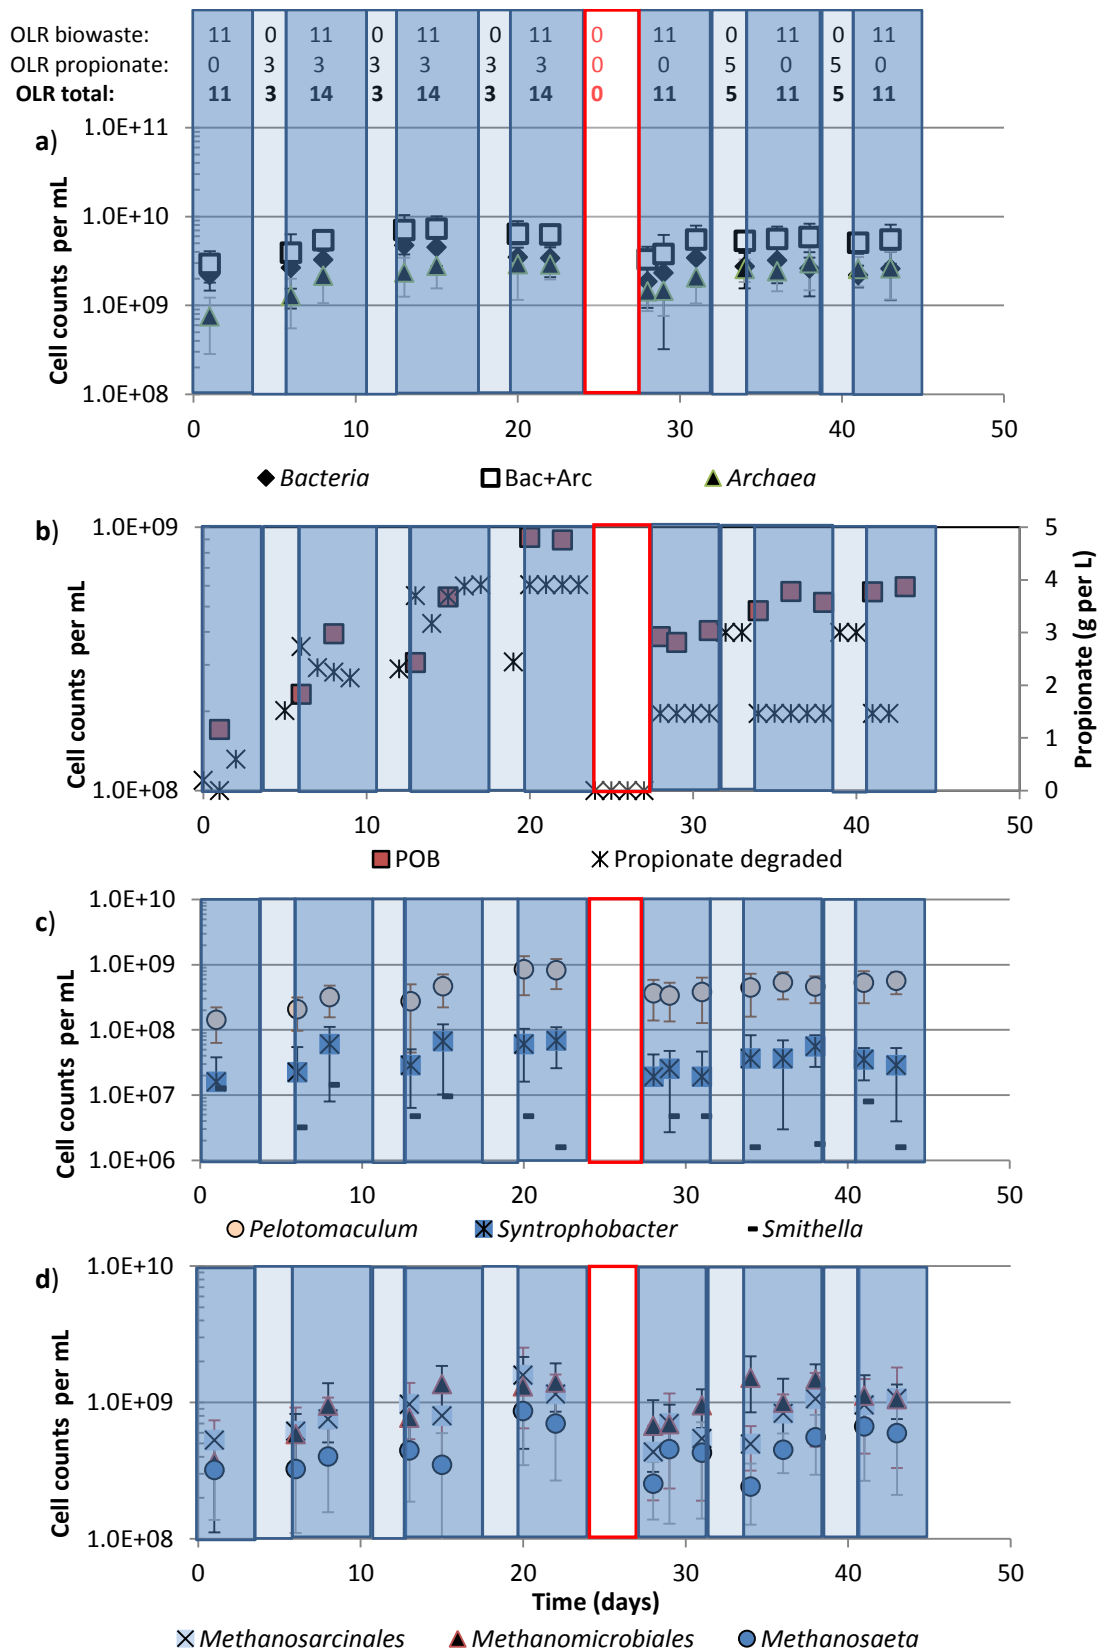 OLR biowaste: 11 0 11 0 11 0 11 0 11 0 11 0 11
OLR propionate: 0 3 3 3 3 3 3 0 0 5 0 5 0
OLR total: 11 3 14 3 14 3 14 0 11 5 11 5 11
a)
1.0E+11
1.0E+10
1.0E+09
1.0E+08
Cell counts per mL
0 10 20 30 40 50
Bacteria Bac+Arc Archaea
b)
1.0E+09
1.0E+08
Cell counts per mL
5
4
3
2
1
0
Propionate (g per L)
0 10 20 30 40 50
POB Propionate degraded
c)
1.0E+10
1.0E+09
1.0E+08
1.0E+07
1.0E+06
Cell counts per mL
0 10 20 30 40 50
Pelotomaculum Syntrophobacter Smithella
d)
1.0E+10
1.0E+09
1.0E+08
Cell counts per mL
0 10 20 30 40 50
Time (days)
Methanosarcinales Methanomicrobiales Methanosaeta